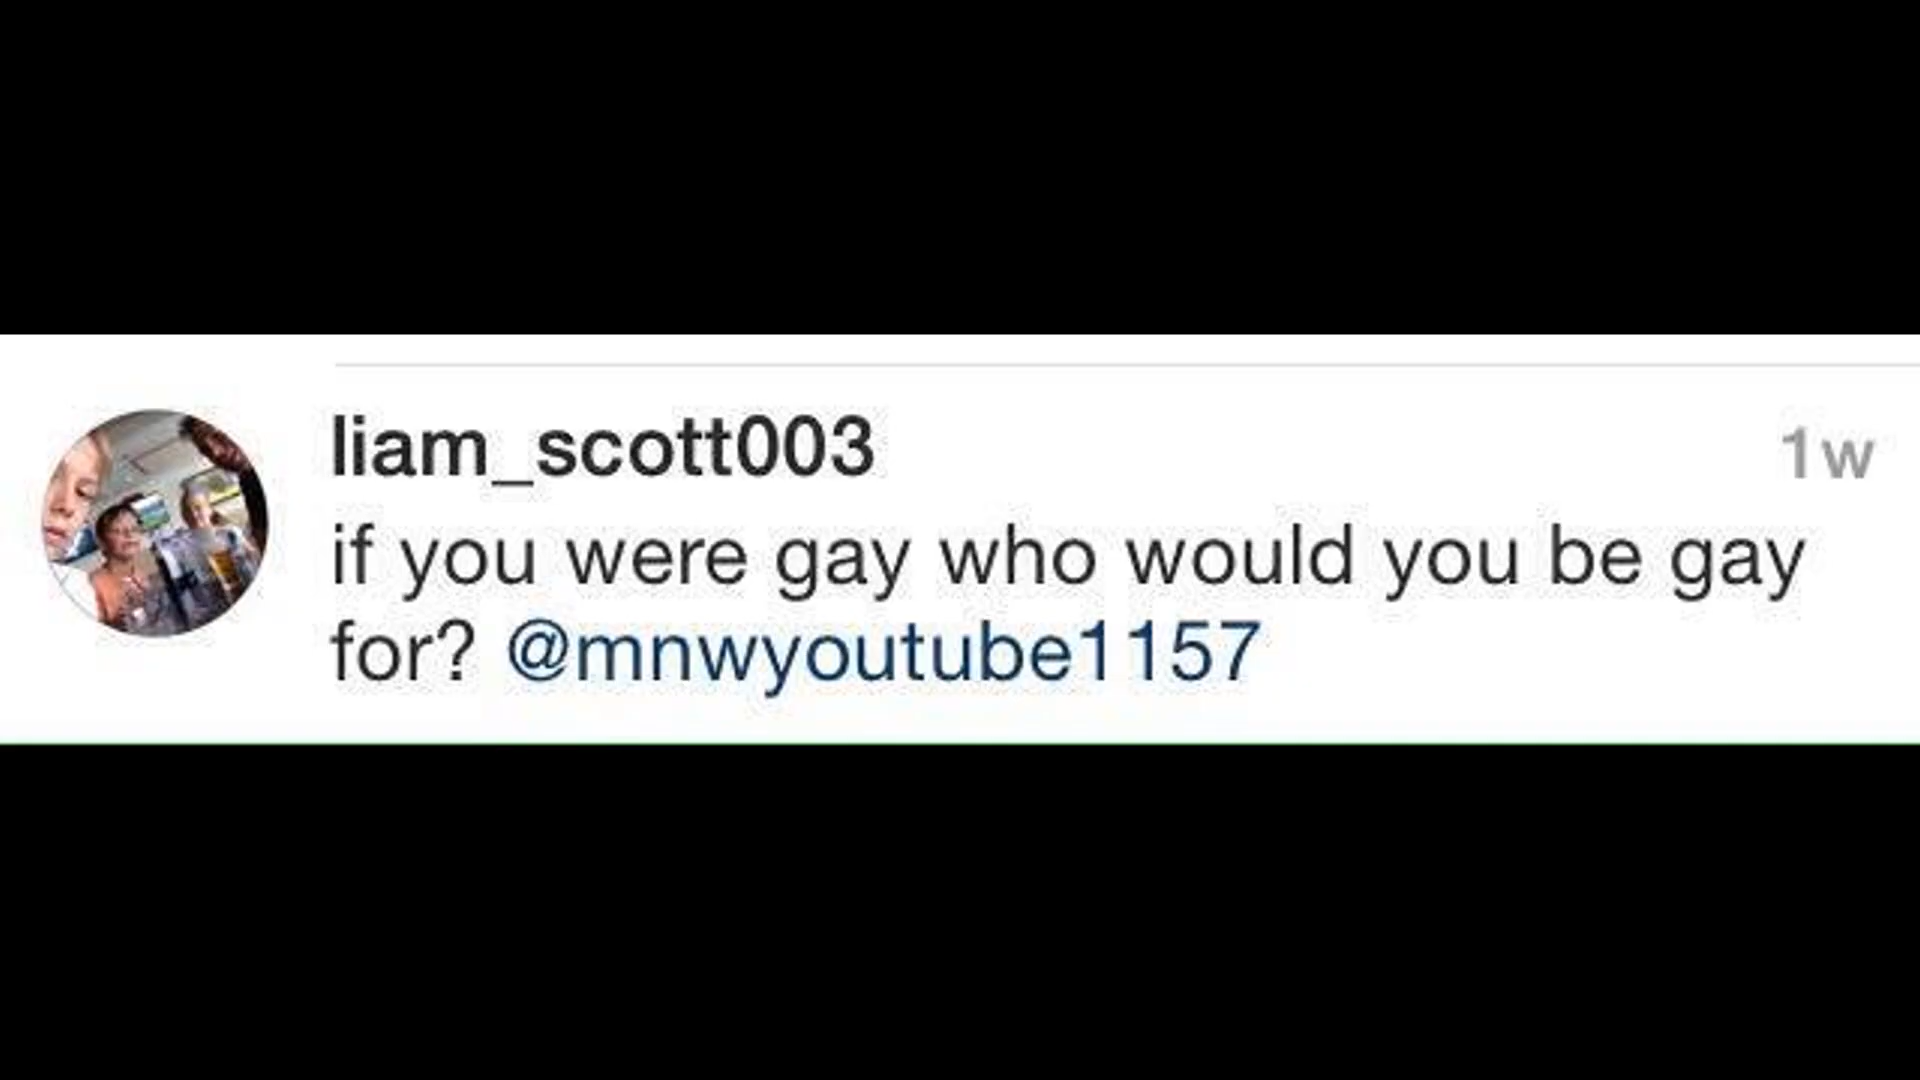 liam_scott003
1w
if you were gay who would you be gay
for? @mnwyoutube1157